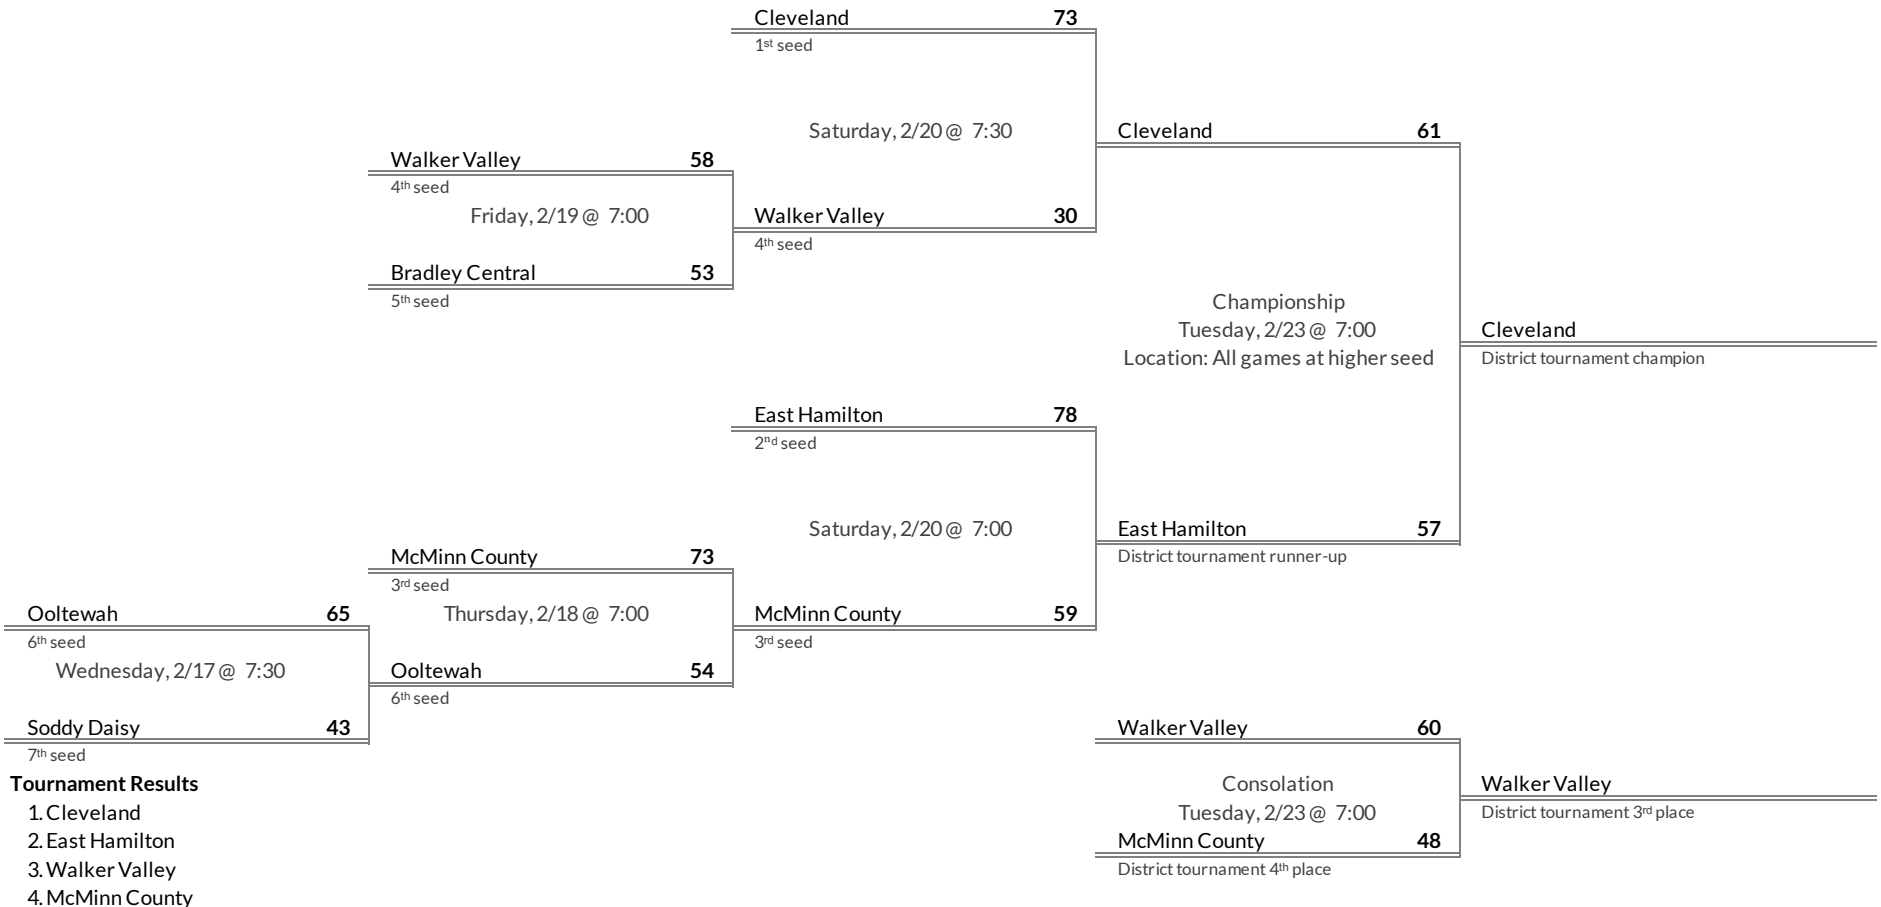 Cleveland 73
1st seed
Saturday, 2/20 @ 7:30
Cleveland 61
Walker Valley 58
4th seed
Friday, 2/19 @ 7:00
Walker Valley 30
4th seed
Bradley Central 53
5th seed
Championship
Tuesday, 2/23 @ 7:00
Location: All games at higher seed
Cleveland
District tournament champion
East Hamilton 78
2nd seed
Saturday, 2/20 @ 7:00
East Hamilton 57
District tournament runner-up
McMinn County 73
3rd seed
Thursday, 2/18 @ 7:00
McMinn County 59
3rd seed
Ooltewah 65
6th seed
Wednesday, 2/17 @ 7:30
Ooltewah 54
6th seed
Soddy Daisy 43
7th seed
Walker Valley 60
Consolation
Tuesday, 2/23 @ 7:00
Walker Valley
District tournament 3rd place
McMinn County 48
District tournament 4th place
Tournament Results
1. Cleveland
2. East Hamilton
3. Walker Valley
4. McMinn County